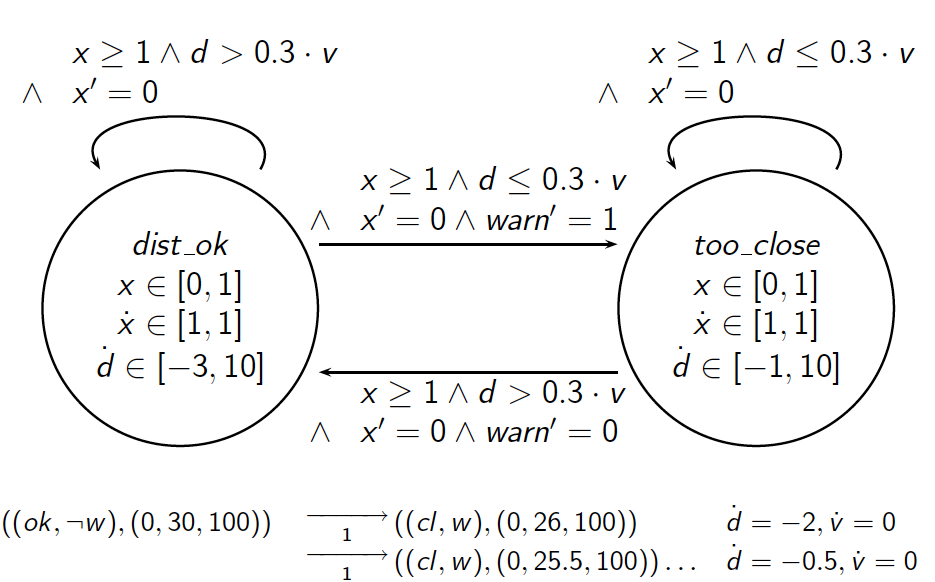 x ≥ 1 ∧ d > 0.3 · v
∧ x′ = 0
x ≥ 1 ∧ d ≤ 0.3 · v
∧ x′ = 0
x ≥ 1 ∧ d ≤ 0.3 · v
∧ x′ = 0 ∧ warn′ = 1
dist_ok
x ∈ [0, 1]
ẋ ∈ [1, 1]
ḋ ∈ [−3, 10]
too_close
x ∈ [0, 1]
ẋ ∈ [1, 1]
ḋ ∈ [−1, 10]
x ≥ 1 ∧ d > 0.3 · v
∧ x′ = 0 ∧ warn′ = 0
((ok, ¬w), (0, 30, 100)) →1 ((cl, w), (0, 26, 100)) ḋ = −2, v̇ = 0
→1 ((cl, w), (0, 25.5, 100)) . . . ḋ = −0.5, v̇ = 0